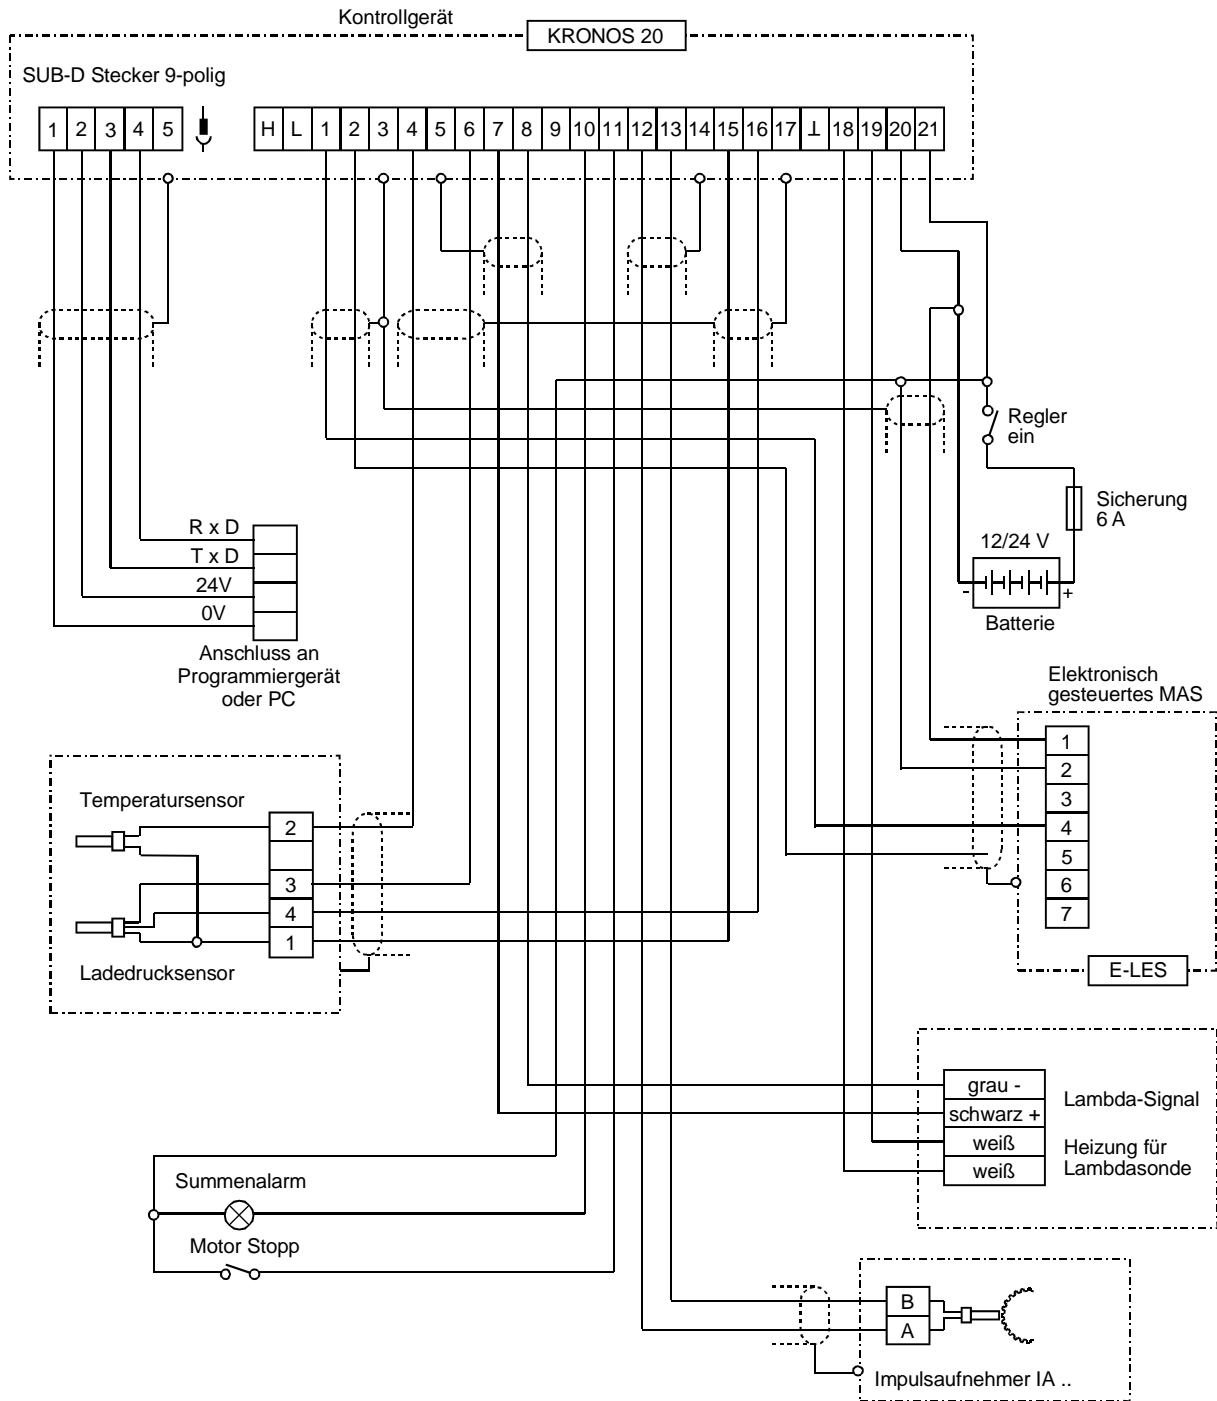 Kontrollgerät
KRONOS 20
SUB-D Stecker 9-polig
1 2 3 4 5
H L 1 2 3 4 5 6 7 8 9 10 11 12 13 14 15 16 17 ⊥ 18 19 20 21
Regler
ein
Sicherung
6 A
12/24 V
- +
Batterie
R x D
T x D
24V
0V
Anschluss an
Programmiergerät
oder PC
Elektronisch
gesteuertes MAS
1
2
3
4
5
6
7
E-LES
Temperatursensor
2
3
4
1
Ladedrucksensor
grau -
schwarz +
weiß
weiß
Lambda-Signal
Heizung für
Lambdasonde
Summenalarm
Motor Stopp
B
A
Impulsaufnehmer IA ..